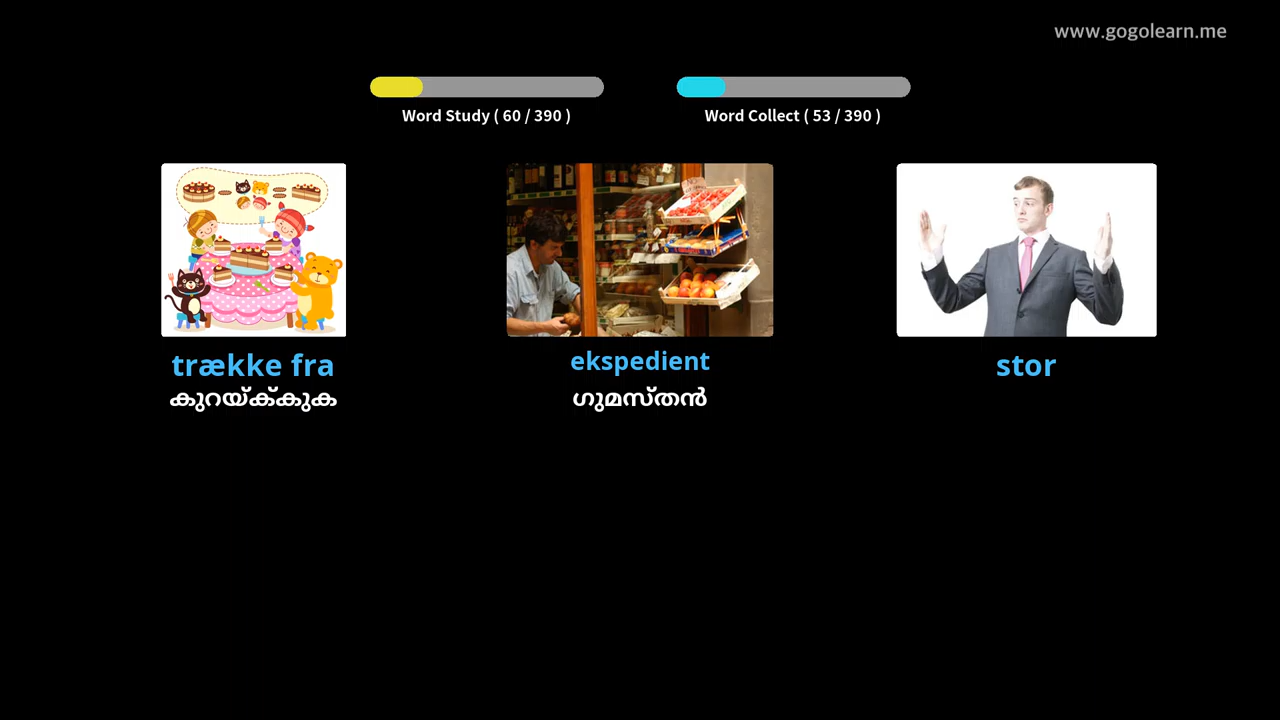 www.gogolearn.me
Word Study ( 60 / 390 )
Word Collect ( 53 / 390 )
trække fra
കുറയ്ക്കുക
ekspedient
ഗുമസ്തൻ
stor